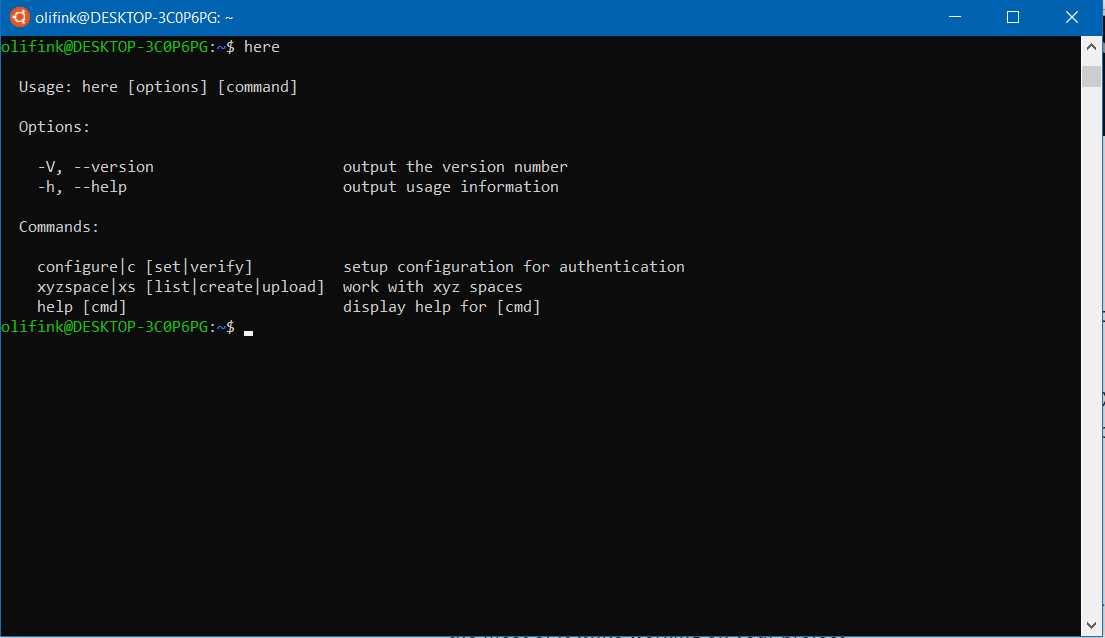 olifink@DESKTOP-3C0P6PG: ~
olifink@DESKTOP-3C0P6PG:~$ here
Usage: here [options] [command]
Options:
-V, --version output the version number
-h, --help output usage information
Commands:
configure|c [set|verify] setup configuration for authentication
xyzspace|xs [list|create|upload] work with xyz spaces
help [cmd] display help for [cmd]
olifink@DESKTOP-3C0P6PG:~$